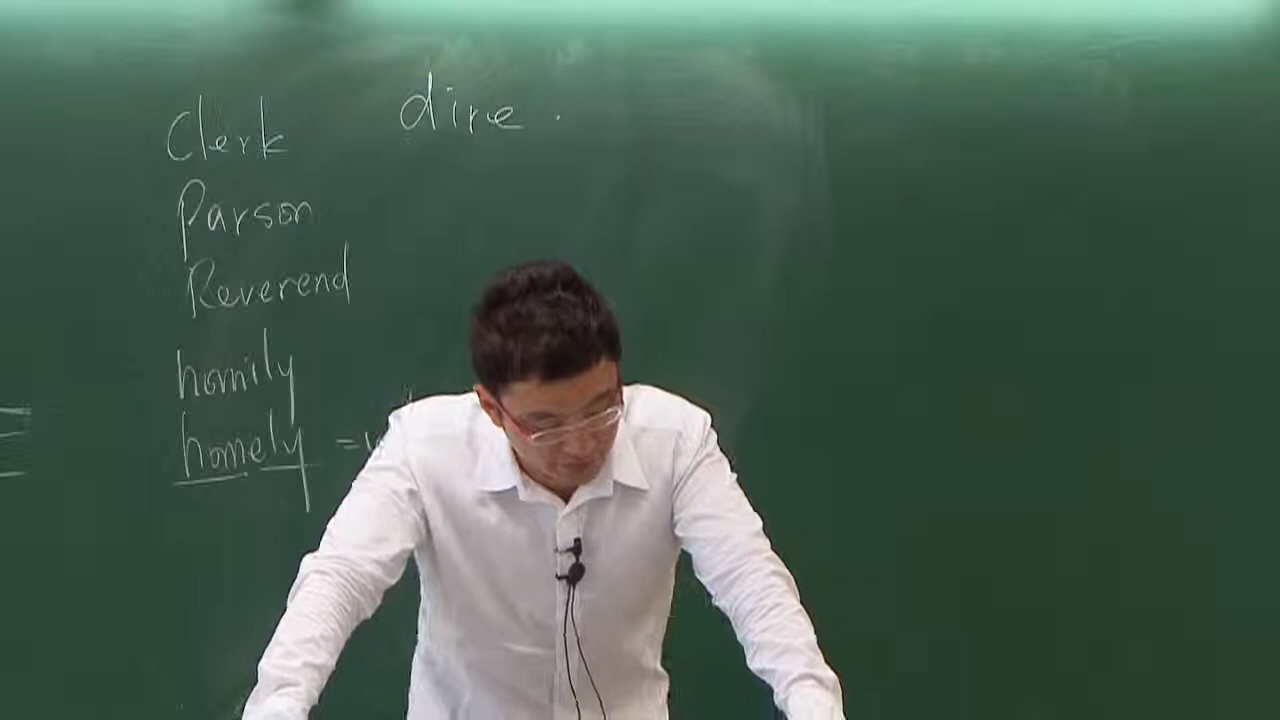 Clerk
dire.
Parson
Reverend
homily
homely =